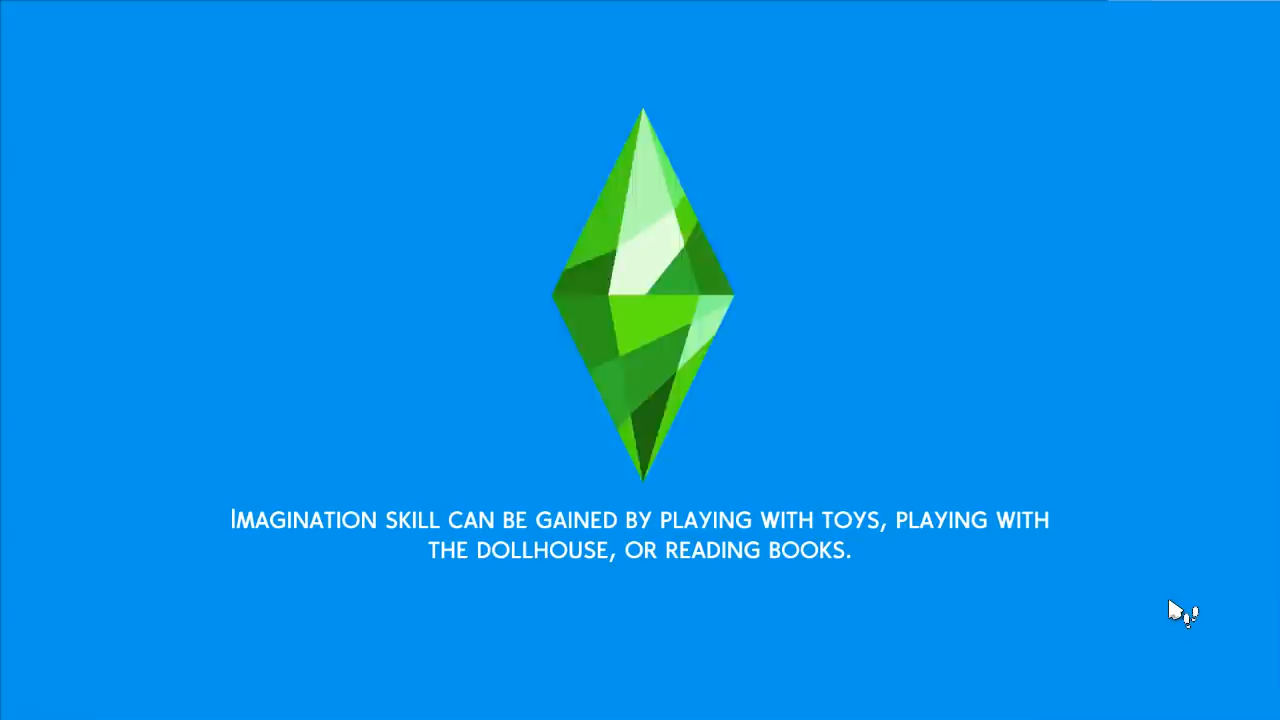 Imagination skill can be gained by playing with toys, playing with
the dollhouse, or reading books.